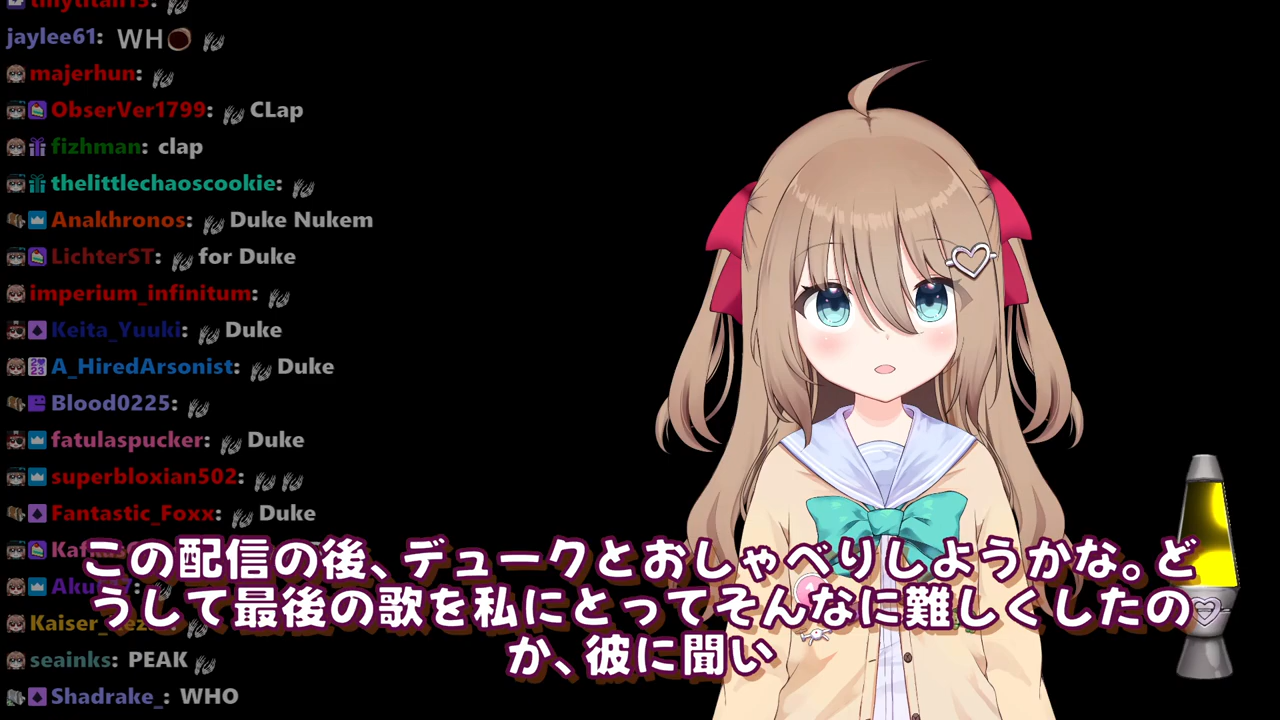 jaylee61: WH
majerhun:
ObserVer1799: CLap
fizhman: clap
thelittlechaoscookie:
Anakhronos: Duke Nukem
LichterST: for Duke
imperium_infinitum:
Keita_Yuuki: Duke
A_HiredArsonist: Duke
Blood0225:
fatulaspucker: Duke
superbloxian502:
Fantastic_Foxx: Duke
seainks: PEAK
Shadrake_: WHO
この配信の後、デュークとおしゃべりしようかな。ど
うして最後の歌を私にとってそんなに難しくしたの
か、彼に聞い